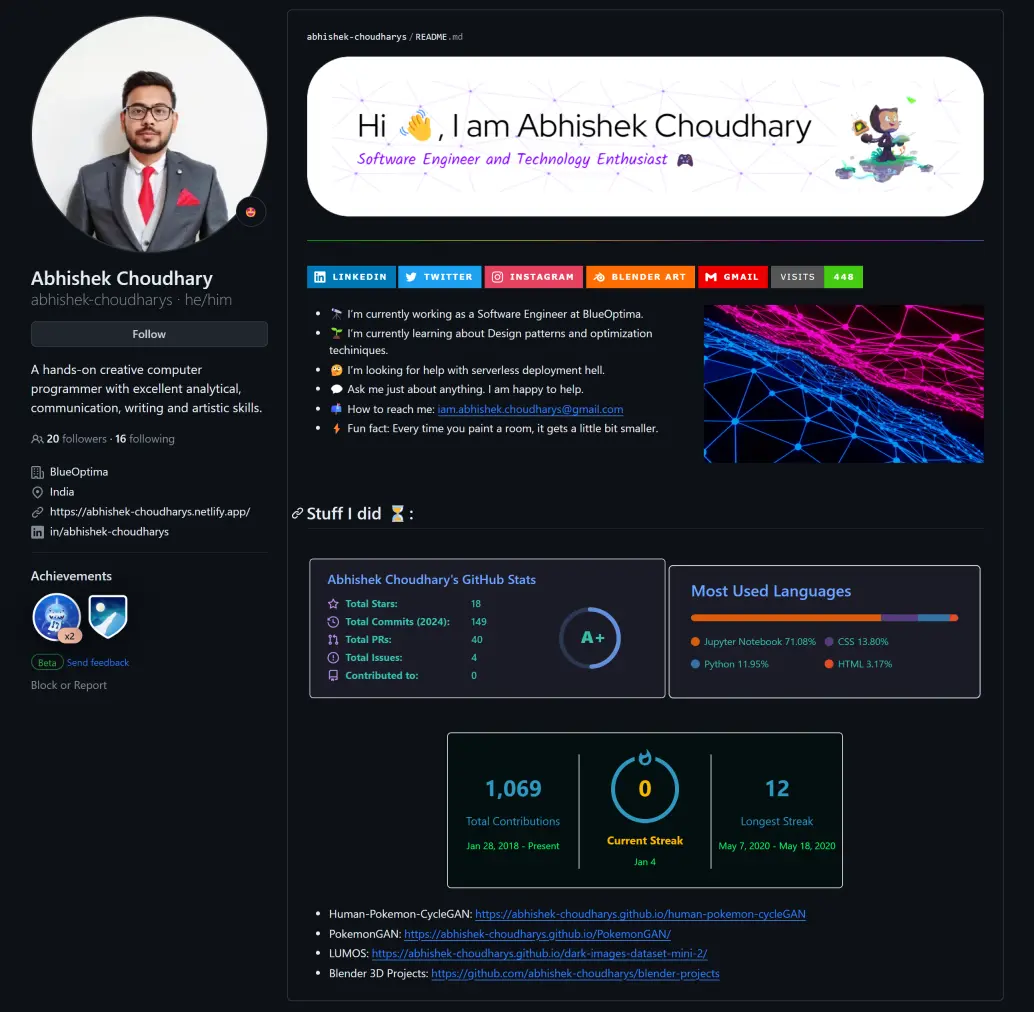 Abhishek Choudhary
abhishek-choudharys · he/him
Follow
A hands-on creative computer
programmer with excellent analytical,
communication, writing and artistic skills.
20 followers · 16 following
BlueOptima
India
https://abhishek-choudharys.netlify.app/
in/abhishek-choudharys
Achievements
x2
Beta Send feedback
Block or Report
abhishek-choudharys / README.md
Hi 👋, I am Abhishek Choudhary
Software Engineer and Technology Enthusiast 🎮
LINKEDIN TWITTER INSTAGRAM BLENDER ART GMAIL VISITS 448
• 🔭 I'm currently working as a Software Engineer at BlueOptima.
• 🌱 I'm currently learning about Design patterns and optimization
techiniques.
• 🤔 I'm looking for help with serverless deployment hell.
• 💬 Ask me just about anything. I am happy to help.
• 📫 How to reach me: iam.abhishek.choudharys@gmail.com
• ⚡ Fun fact: Every time you paint a room, it gets a little bit smaller.
Stuff I did ⏳ :
Abhishek Choudhary's GitHub Stats
Total Stars: 18
Total Commits (2024): 149
Total PRs: 40
Total Issues: 4
Contributed to: 0
A+
Most Used Languages
Jupyter Notebook 71.08% CSS 13.80%
Python 11.95% HTML 3.17%
1,069
Total Contributions
Jan 28, 2018 - Present
0
Current Streak
Jan 4
12
Longest Streak
May 7, 2020 - May 18, 2020
• Human-Pokemon-CycleGAN: https://abhishek-choudharys.github.io/human-pokemon-cycleGAN
• PokemonGAN: https://abhishek-choudharys.github.io/PokemonGAN/
• LUMOS: https://abhishek-choudharys.github.io/dark-images-dataset-mini-2/
• Blender 3D Projects: https://github.com/abhishek-choudharys/blender-projects